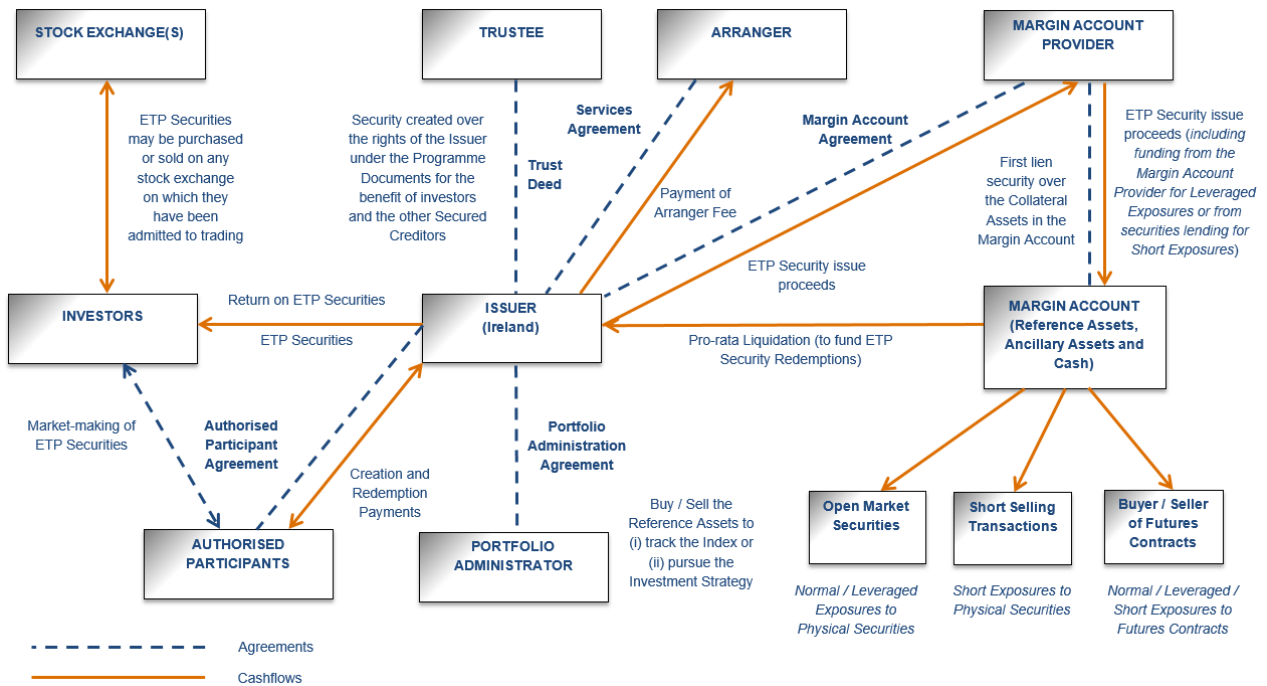 STOCK EXCHANGE(S)
TRUSTEE
ARRANGER
MARGIN ACCOUNT
PROVIDER
ETP Securities
may be purchased
or sold on any
stock exchange
on which they
have been
admitted to trading
Security created over
the rights of the Issuer
under the Programme
Documents for the
benefit of investors
and the other Secured
Creditors
Trust
Deed
Services
Agreement
Payment of
Arranger Fee
Margin Account
Agreement
ETP Security issue
proceeds
First lien
security over
the Collateral
Assets in the
Margin Account
ETP Security issue
proceeds (including
funding from the
Margin Account
Provider for Leveraged
Exposures or from
securities lending for
Short Exposures)
INVESTORS
Return on ETP Securities
ETP Securities
ISSUER
(Ireland)
Pro-rata Liquidation (to fund ETP
Security Redemptions)
MARGIN ACCOUNT
(Reference Assets,
Ancillary Assets and
Cash)
Market-making of
ETP Securities
Authorised
Participant
Agreement
Creation and
Redemption
Payments
Portfolio
Administration
Agreement
AUTHORISED
PARTICIPANTS
PORTFOLIO
ADMINISTRATOR
Buy / Sell the
Reference Assets to
(i) track the Index or
(ii) pursue the
Investment Strategy
Open Market
Securities
Short Selling
Transactions
Buyer / Seller
of Futures
Contracts
Normal / Leveraged
Exposures to
Physical Securities
Short Exposures to
Physical Securities
Normal / Leveraged /
Short Exposures to
Futures Contracts
Agreements
Cashflows